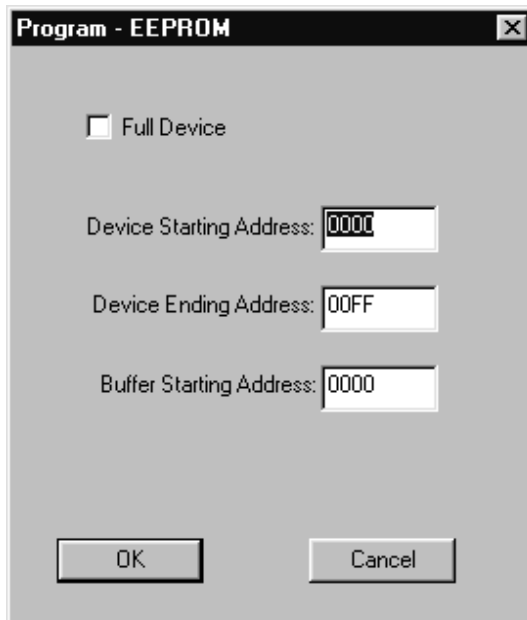 Program - EEPROM
Full Device
Device Starting Address: 0000
Device Ending Address: 00FF
Buffer Starting Address: 0000
OK Cancel